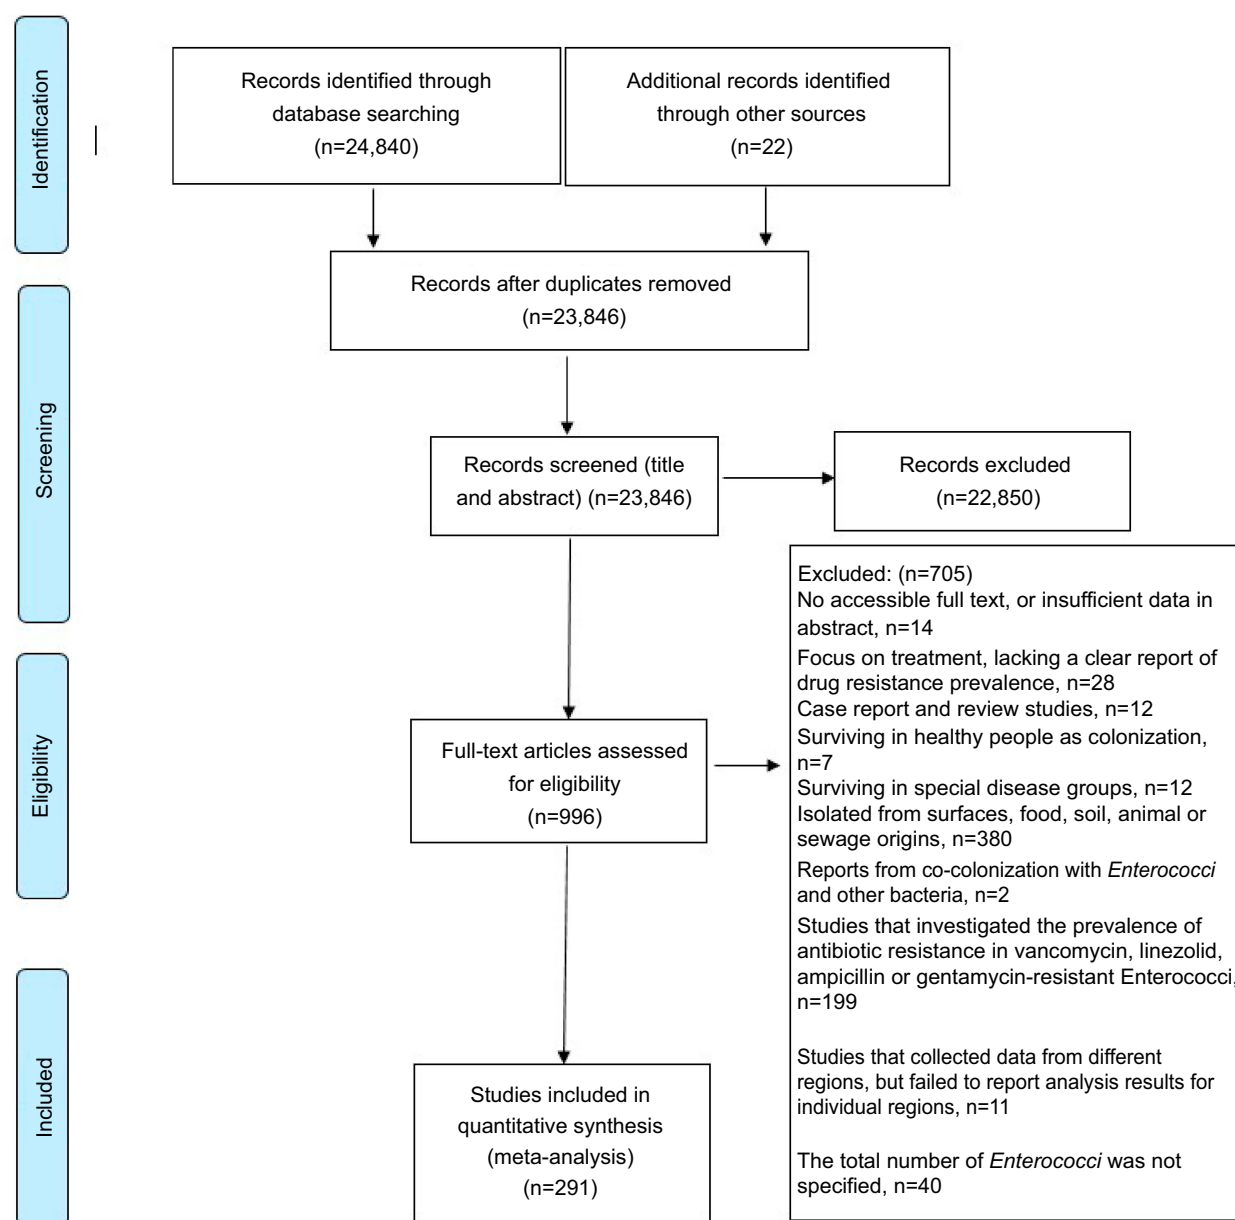 Identification
Records identified through
database searching
(n=24,840)
Additional records identified
through other sources
(n=22)
Records after duplicates removed
(n=23,846)
Screening
Records screened (title
and abstract) (n=23,846)
Records excluded
(n=22,850)
Eligibility
Full-text articles assessed
for eligibility
(n=996)
Excluded: (n=705)
No accessible full text, or insufficient data in
abstract, n=14
Focus on treatment, lacking a clear report of
drug resistance prevalence, n=28
Case report and review studies, n=12
Surviving in healthy people as colonization,
n=7
Surviving in special disease groups, n=12
Isolated from surfaces, food, soil, animal or
sewage origins, n=380
Reports from co-colonization with Enterococci
and other bacteria, n=2
Studies that investigated the prevalence of
antibiotic resistance in vancomycin, linezolid,
ampicillin or gentamycin-resistant Enterococci,
n=199
Studies that collected data from different
regions, but failed to report analysis results for
individual regions, n=11
The total number of Enterococci was not
specified, n=40
Included
Studies included in
quantitative synthesis
(meta-analysis)
(n=291)